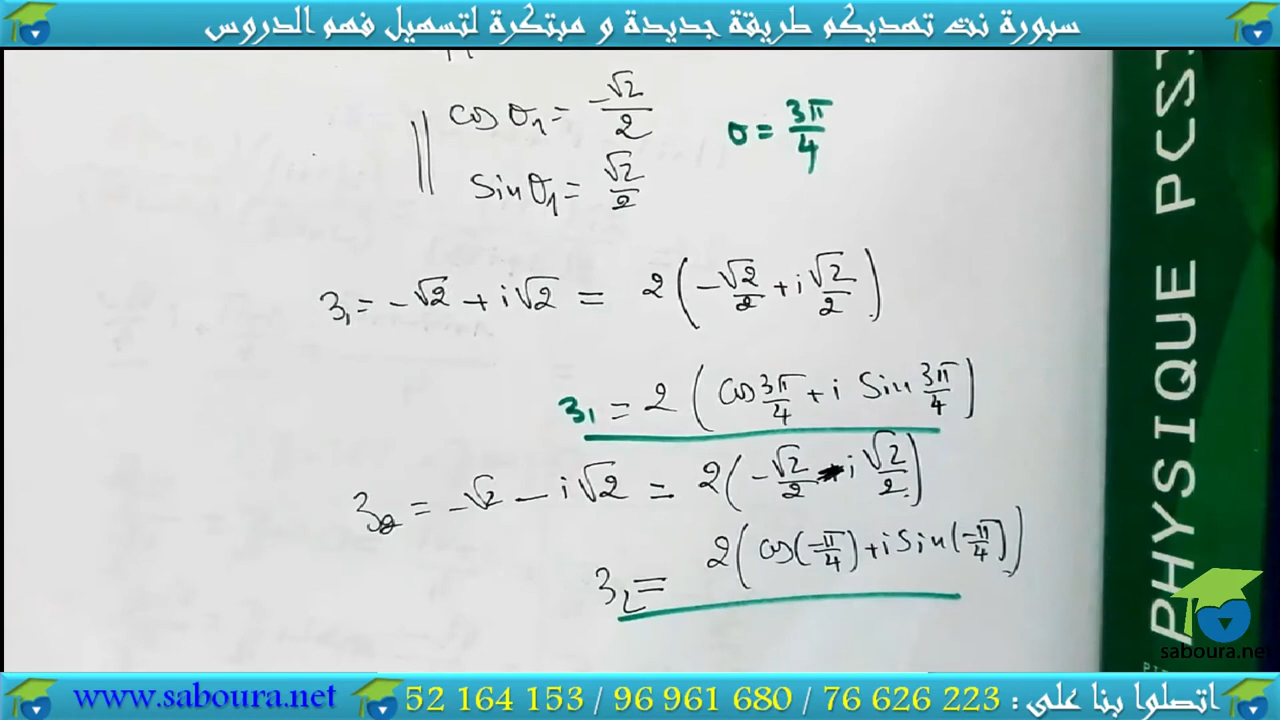 سبورة نت تهديكم طريقة جديدة و مبتكرة لتسهيل فهم الدروس
cos θ₁ = -√2/2
θ = 3π/4
sin θ₁ = √2/2
z₁ = -√2 + i√2 = 2(-√2/2 + i√2/2)
z₁ = 2(cos 3π/4 + i sin 3π/4)
z₂ = -√2 - i√2 = 2(-√2/2 - i√2/2)
z₂ = 2(cos(-π/4) + i sin(-π/4))
PHYSIQUE PCST
saboura.net
www.saboura.net
52 164 153 / 96 961 680 / 76 626 223 : اتصلوا بنا على